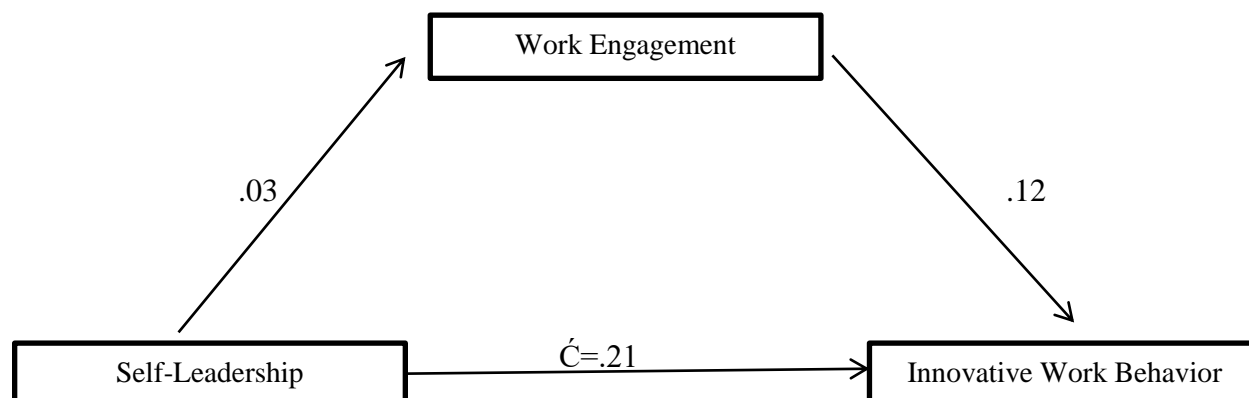 Work Engagement
.03
.12
Ć=.21
Self-Leadership
Innovative Work Behavior